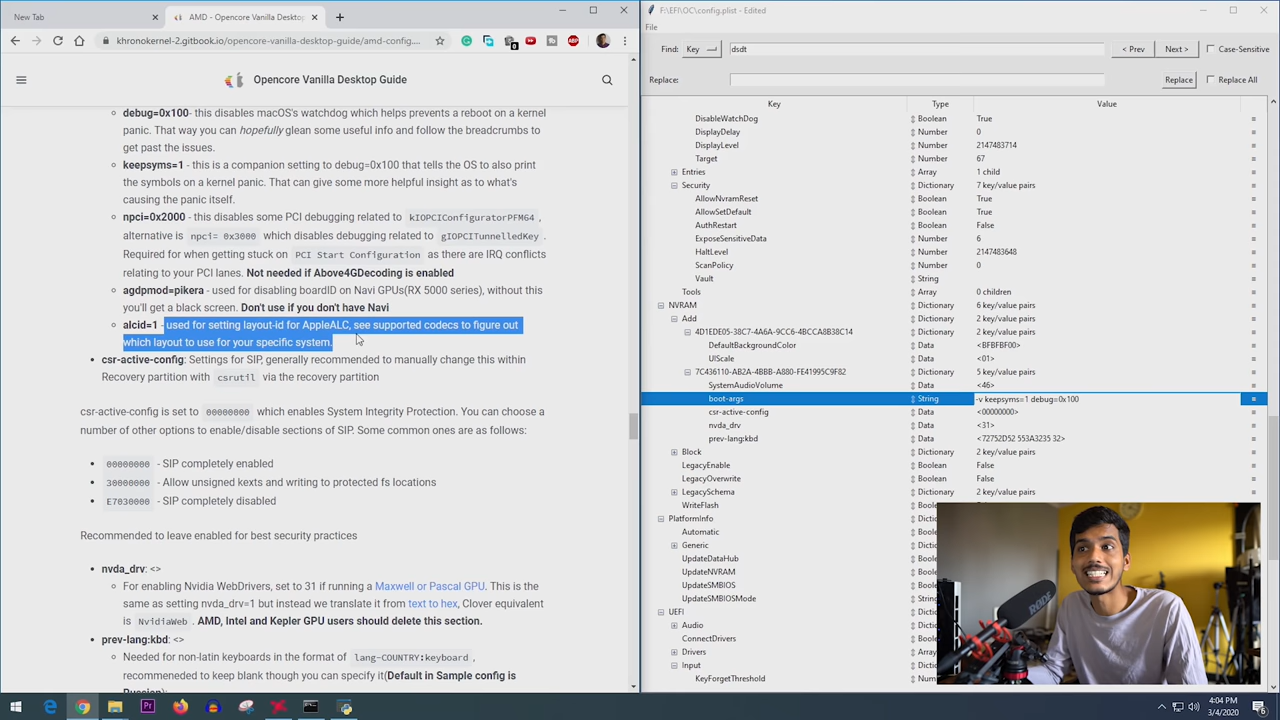 New Tab
AMD - Opencore Vanilla Desktop
khronokernel-2.gitbook.io/opencore-vanilla-desktop-guide/amd-config....
Opencore Vanilla Desktop Guide
debug=0x100- this disables macOS's watchdog which helps prevents a reboot on a kernel
panic. That way you can hopefully glean some useful info and follow the breadcrumbs to
get past the issues.
keepsyms=1 - this is a companion setting to debug=0x100 that tells the OS to also print
the symbols on a kernel panic. That can give some more helpful insight as to what's
causing the panic itself.
npci=0x2000 - this disables some PCI debugging related to kIOPCIConfiguratorPFM64,
alternative is npci= 0x3000 which disables debugging related to gIOPCITunnelledKey.
Required for when getting stuck on PCI Start Configuration as there are IRQ conflicts
relating to your PCI lanes. Not needed if Above4GDecoding is enabled
agdpmod=pikera - used for disabling boardID on Navi GPUs(RX 5000 series), without this
you'll get a black screen. Don't use if you don't have Navi
alcid=1 - used for setting layout-id for AppleALC, see supported codecs to figure out
which layout to use for your specific system.
csr-active-config: Settings for SIP, generally recommended to manually change this within
Recovery partition with csrutil via the recovery partition
csr-active-config is set to 00000000 which enables System Integrity Protection. You can choose a
number of other options to enable/disable sections of SIP. Some common ones are as follows:
00000000 - SIP completely enabled
30000000 - Allow unsigned kexts and writing to protected fs locations
E7030000 - SIP completely disabled
Recommended to leave enabled for best security practices
nvda_drv: <>
For enabling Nvidia WebDrivers, set to 31 if running a Maxwell or Pascal GPU. This is the
same as setting nvda_drv=1 but instead we translate it from text to hex, Clover equivalent
is NvidiaWeb. AMD, Intel and Kepler GPU users should delete this section.
prev-lang:kbd: <>
Needed for non-latin keyboards in the format of lang-COUNTRY:keyboard,
recommeneded to keep blank though you can specify it(Default in Sample config is
Russian):
F:\EFI\OC\config.plist - Edited
File
Find: Key dsdt < Prev Next > Case-Sensitive
Replace: Replace Replace All
Key Type Value
DisableWatchDog Boolean True
DisplayDelay Number 0
DisplayLevel Number 2147483714
Target Number 67
Entries Array 1 child
Security Dictionary 7 key/value pairs
AllowNvramReset Boolean True
AllowSetDefault Boolean True
AuthRestart Boolean False
ExposeSensitiveData Number 6
HaltLevel Number 2147483648
ScanPolicy Number 0
Vault String
Tools Array 0 children
NVRAM Dictionary 6 key/value pairs
Add Dictionary 2 key/value pairs
4D1EDE05-38C7-4A6A-9CC6-4BCCA8B38C14 Dictionary 2 key/value pairs
DefaultBackgroundColor Data <BFBFBF00>
UIScale Data <01>
7C436110-AB2A-4BBB-A880-FE41995C9F82 Dictionary 5 key/value pairs
SystemAudioVolume Data <46>
boot-args String -v keepsyms=1 debug=0x100
csr-active-config Data <00000000>
nvda_drv Data <31>
prev-lang:kbd Data <72752D52 553A3235 32>
Block Dictionary 2 key/value pairs
LegacyEnable Boolean False
LegacyOverwrite Boolean False
LegacySchema Dictionary 2 key/value pairs
WriteFlash Boolean
PlatformInfo Diction
Automatic Boolean
Generic Diction
UpdateDataHub Boolean
UpdateNVRAM Boolean
UpdateSMBIOS Boolean
UpdateSMBIOSMode String
UEFI Diction
Audio Diction
ConnectDrivers Boolean
Drivers Array
Input Diction
KeyForgetThreshold Num
RODE
4:04 PM
3/4/2020